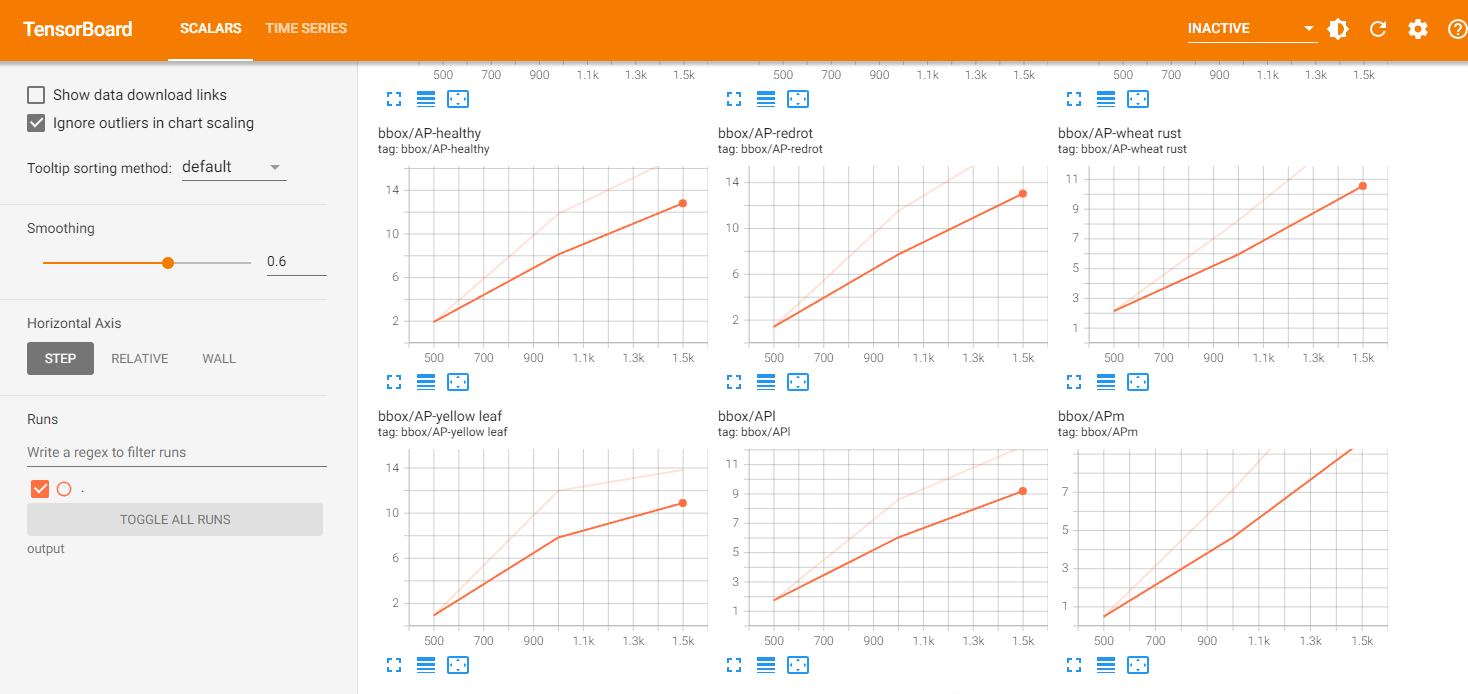 TensorBoard SCALARS TIME SERIES INACTIVE
Show data download links
Ignore outliers in chart scaling
Tooltip sorting method: default
Smoothing
0.6
Horizontal Axis
STEP RELATIVE WALL
Runs
Write a regex to filter runs
.
TOGGLE ALL RUNS
output
500 700 900 1.1k 1.3k 1.5k
500 700 900 1.1k 1.3k 1.5k
500 700 900 1.1k 1.3k 1.5k
bbox/AP-healthy
tag: bbox/AP-healthy
14
10
6
2
500 700 900 1.1k 1.3k 1.5k
bbox/AP-redrot
tag: bbox/AP-redrot
14
10
6
2
500 700 900 1.1k 1.3k 1.5k
bbox/AP-wheat rust
tag: bbox/AP-wheat rust
11
9
7
5
3
1
500 700 900 1.1k 1.3k 1.5k
bbox/AP-yellow leaf
tag: bbox/AP-yellow leaf
14
10
6
2
500 700 900 1.1k 1.3k 1.5k
bbox/APl
tag: bbox/APl
11
9
7
5
3
1
500 700 900 1.1k 1.3k 1.5k
bbox/APm
tag: bbox/APm
7
5
3
1
500 700 900 1.1k 1.3k 1.5k